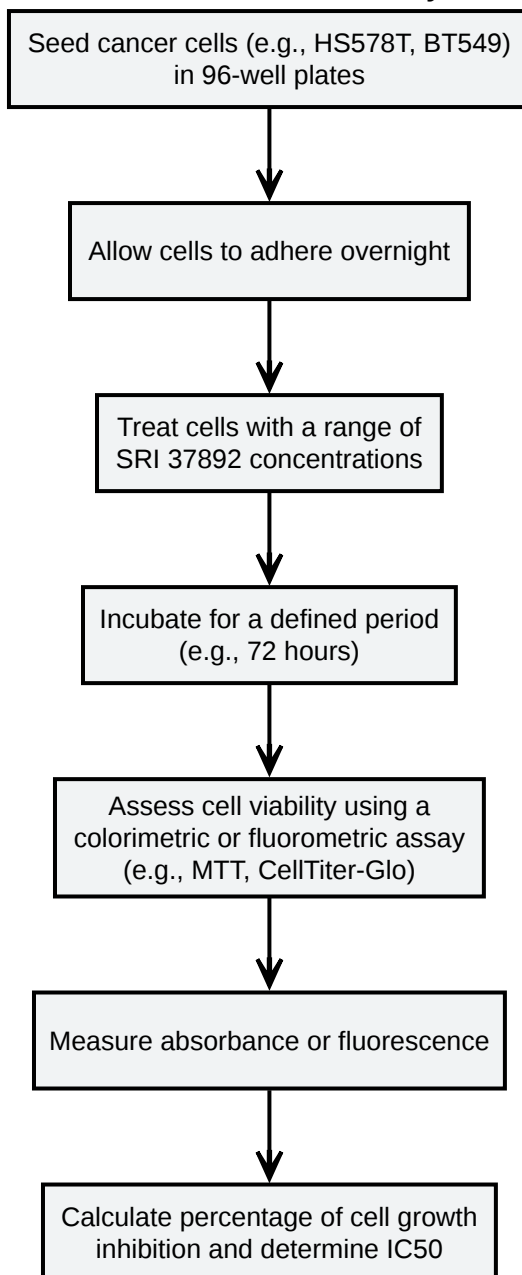 Seed cancer cells (e.g., HS578T, BT549)
in 96-well plates
Allow cells to adhere overnight
Treat cells with a range of
SRI 37892 concentrations
Incubate for a defined period
(e.g., 72 hours)
Assess cell viability using a
colorimetric or fluorometric assay
(e.g., MTT, CellTiter-Glo)
Measure absorbance or fluorescence
Calculate percentage of cell growth
inhibition and determine IC50